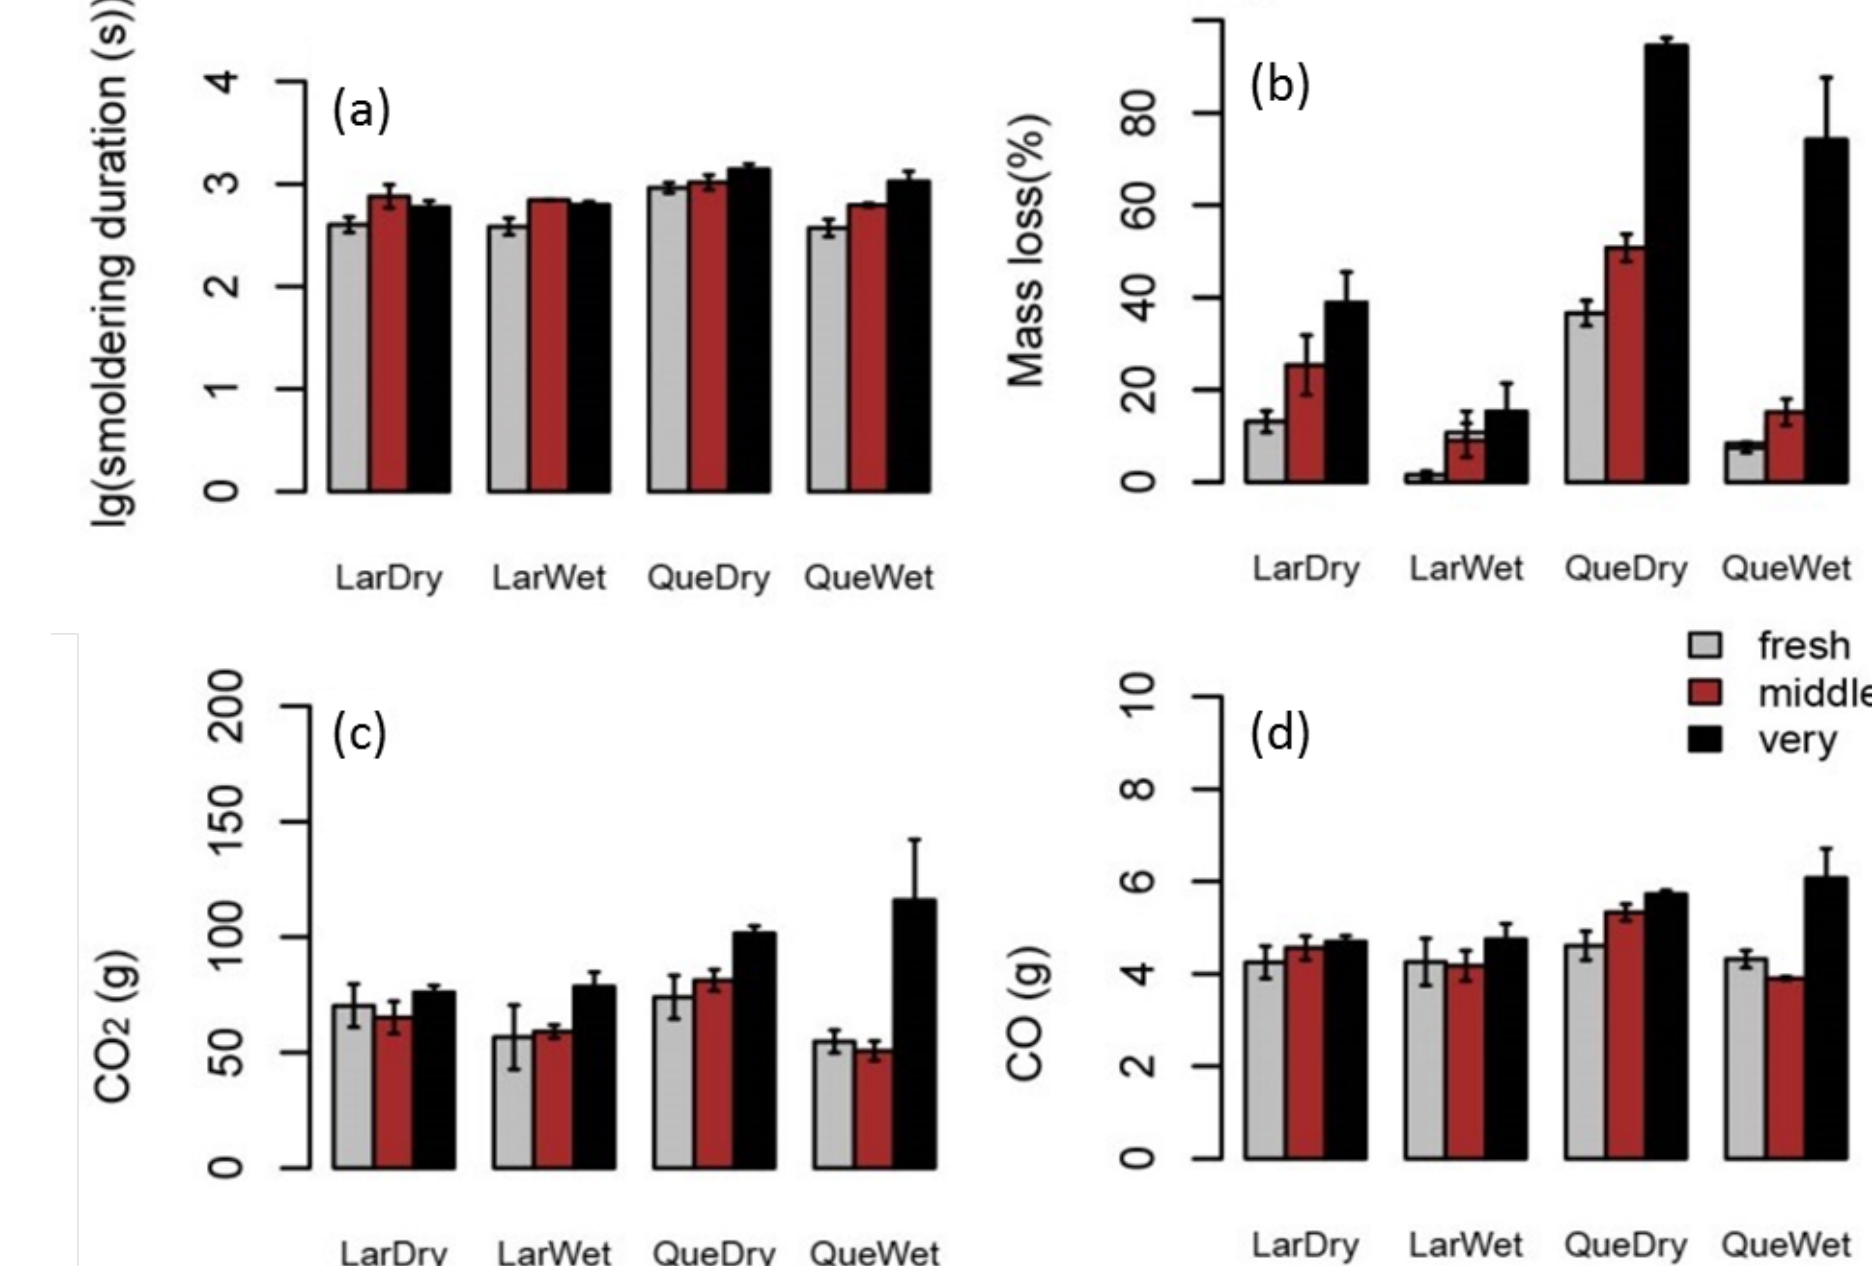 lg(smoldering duration (s))
4
3
2
1
0
(a)
LarDry LarWet QueDry QueWet
Mass loss(%)
80
60
40
20
0
(b)
LarDry LarWet QueDry QueWet
CO2 (g)
200
150
100
50
0
(c)
LarDry LarWet QueDry QueWet
fresh
middle
very
CO (g)
10
8
6
4
2
0
(d)
LarDry LarWet QueDry QueWet